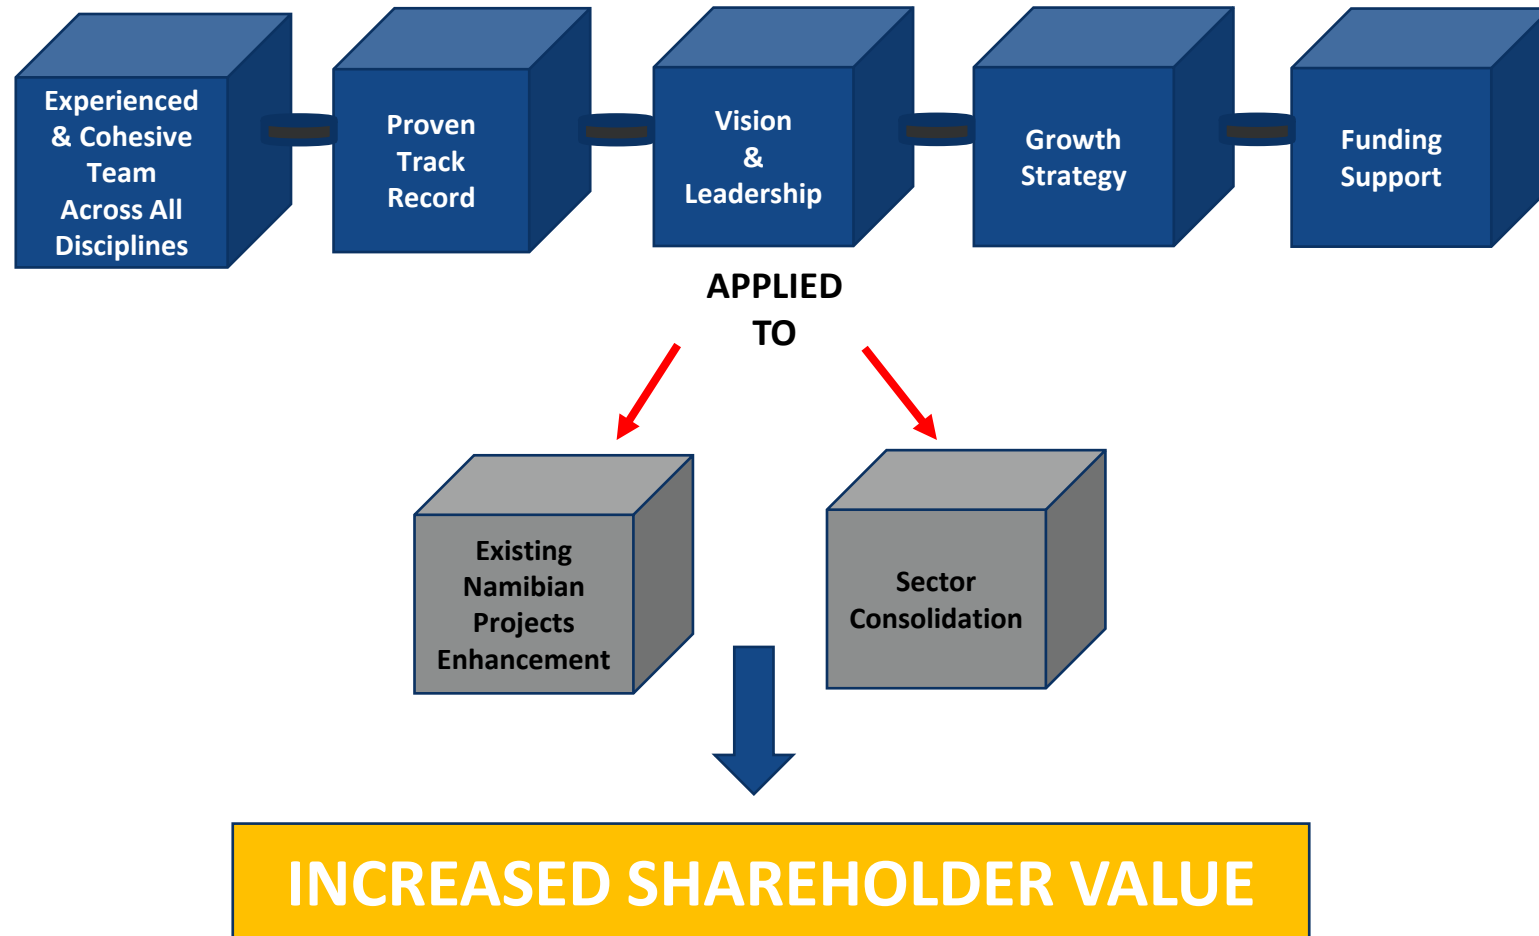 Experienced
& Cohesive
Team
Across All
Disciplines
Proven
Track
Record
Vision
&
Leadership
Growth
Strategy
Funding
Support
APPLIED
TO
Existing
Namibian
Projects
Enhancement
Sector
Consolidation
INCREASED SHAREHOLDER VALUE